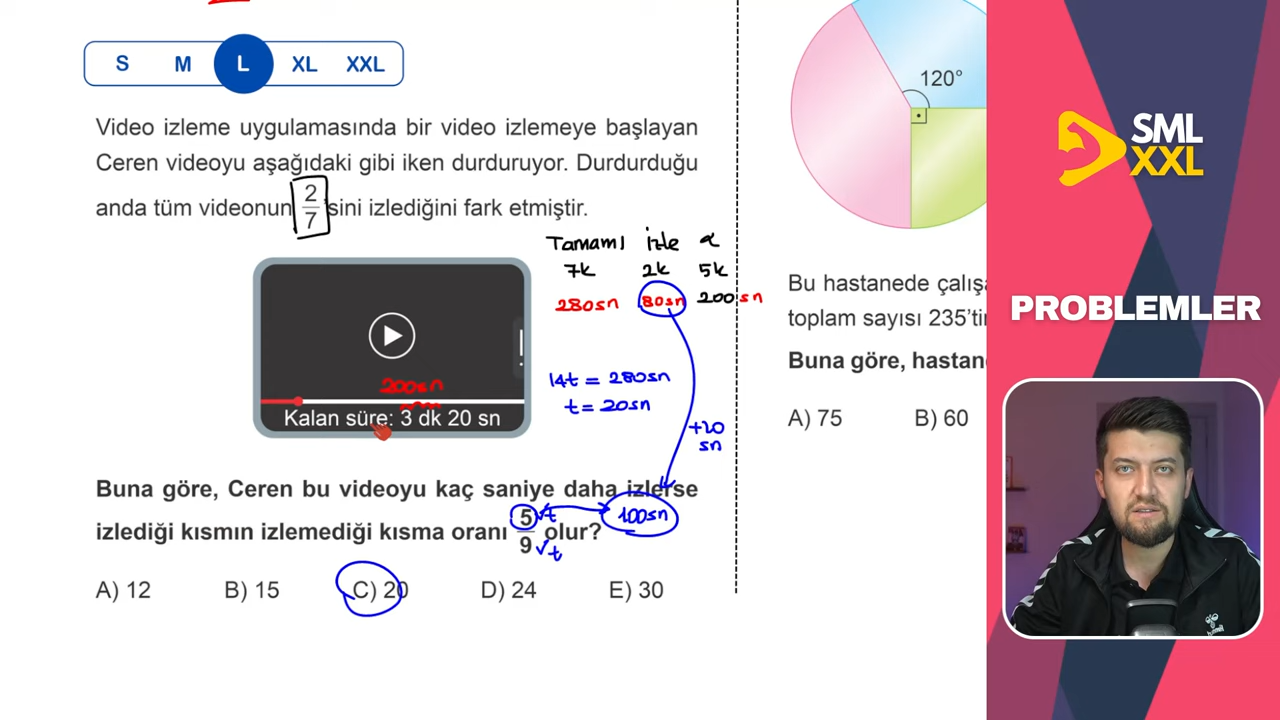 S M L XL XXL
Video izleme uygulamasında bir video izlemeye başlayan
Ceren videoyu aşağıdaki gibi iken durduruyor. Durdurduğu
anda tüm videonun 2/7'sini izlediğini fark etmiştir.
Tamamı izle
7k 2k 5k
280sn 80sn 200sn
200sn
Kalan süre: 3 dk 20 sn
14t = 280sn
t = 20sn
+20
sn
Buna göre, Ceren bu videoyu kaç saniye daha izlerse
izlediği kısmın izlemediği kısma oranı 5/9 olur?
t
t
100sn
A) 12 B) 15 C) 20 D) 24 E) 30
120°
Bu hastanede çalışa
toplam sayısı 235'tir
Buna göre, hastane
A) 75 B) 60
SML
XXL
PROBLEMLER
hummel